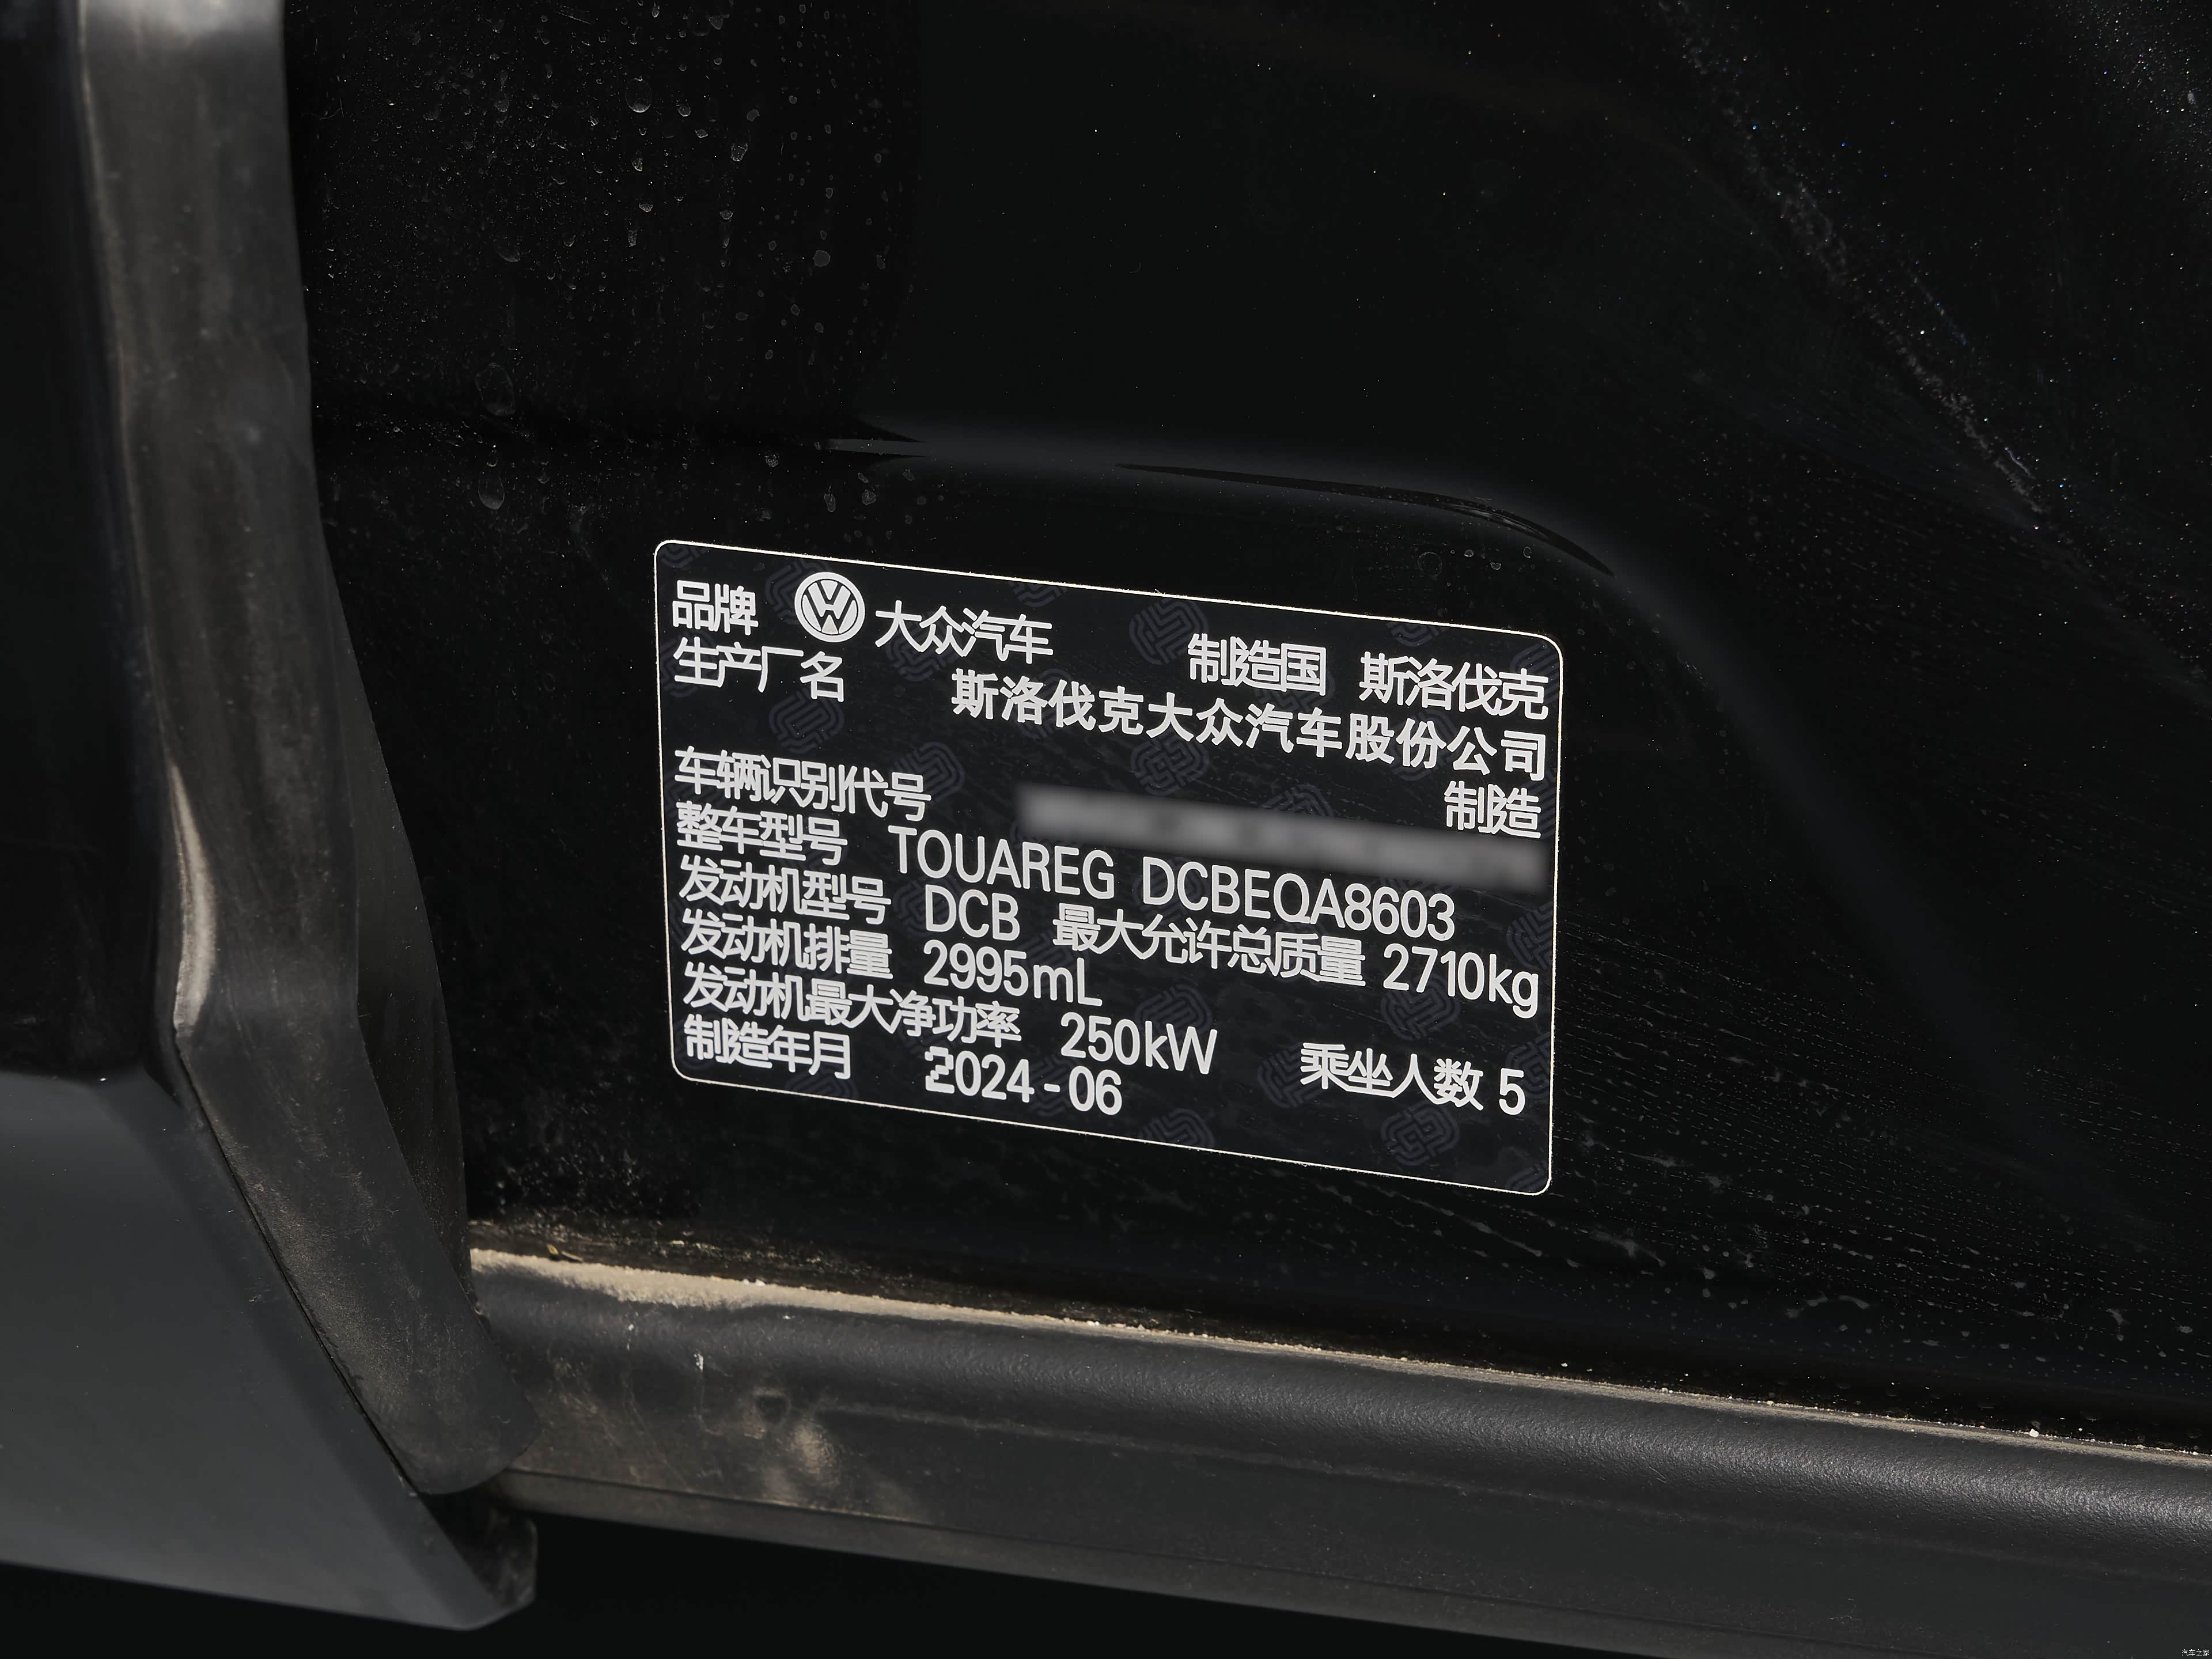 品牌 大众汽车 制造国 斯洛伐克
生产厂名 斯洛伐克大众汽车股份公司
制造
车辆识别代号
整车型号 TOUAREG DCBEQA8603
发动机型号 DCB 最大允许总质量 2710kg
发动机排量 2995mL
发动机最大净功率 250kW
制造年月 2024-06 乘坐人数 5
汽车之家